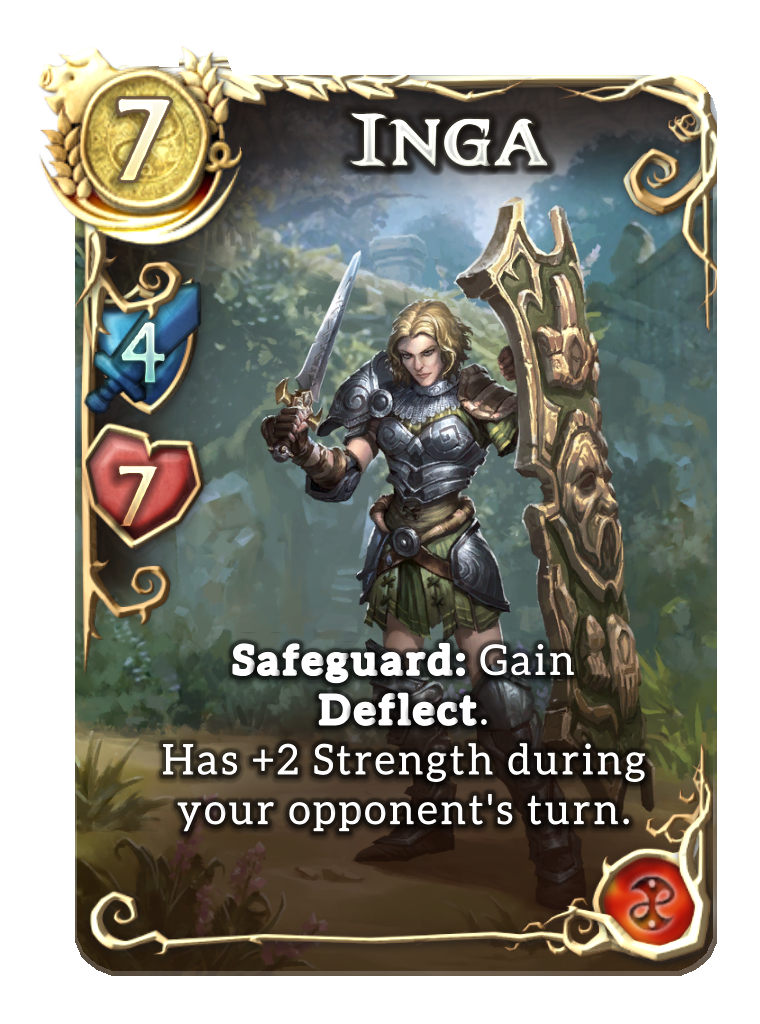 7
INGA
4
7
Safeguard: Gain
Deflect.
Has +2 Strength during
your opponent's turn.